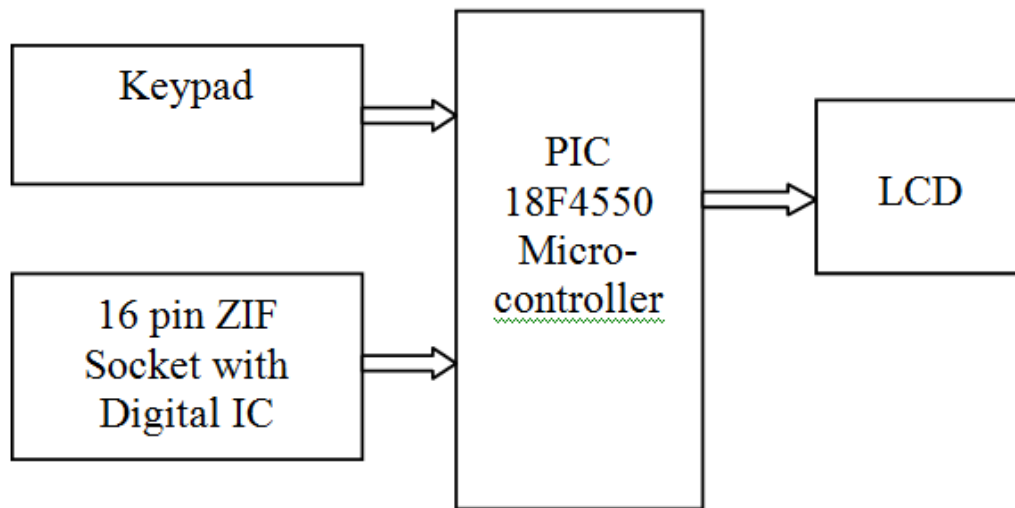 Keypad
16 pin ZIF
Socket with
Digital IC
PIC
18F4550
Micro-
controller
LCD